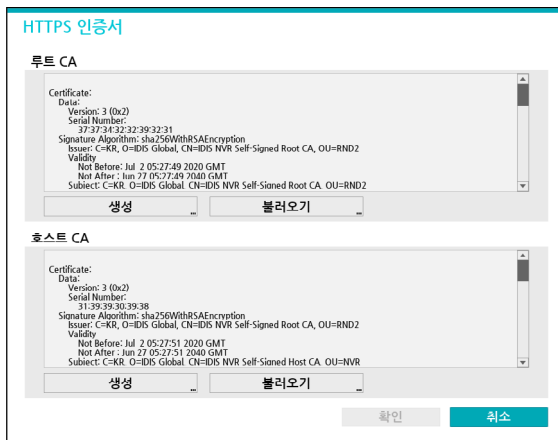 HTTPS 인증서
루트 CA
Certificate:
Data:
Version: 3 (0x2)
Serial Number:
37:37:34:32:32:39:32:31
Signature Algorithm: sha256WithRSAEncryption
Issuer: C=KR, O=IDIS Global, CN=IDIS NVR Self-Signed Root CA, OU=RND2
Validity
Not Before: Jul 2 05:27:49 2020 GMT
Not After : Jun 27 05:27:49 2040 GMT
Subject: C=KR, O=IDIS Global, CN=IDIS NVR Self-Signed Root CA, OU=RND2
생성 ...
불러오기 ...
호스트 CA
Certificate:
Data:
Version: 3 (0x2)
Serial Number:
31:39:39:30:39:38
Signature Algorithm: sha256WithRSAEncryption
Issuer: C=KR, O=IDIS Global, CN=IDIS NVR Self-Signed Root CA, OU=RND2
Validity
Not Before: Jul 2 05:27:51 2020 GMT
Not After : Jun 27 05:27:51 2040 GMT
Subject: C=KR, O=IDIS Global, CN=IDIS NVR Self-Signed Host CA, OU=NVR
생성 ...
불러오기 ...
확인
취소